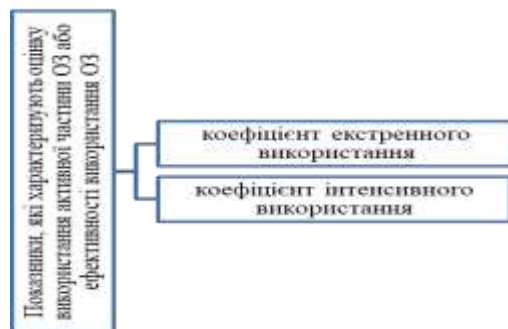 Показники, які характеризують оцінку
використання активної частини ОЗ або
ефективності використання ОЗ
коефіцієнт екстренного
використання
коефіцієнт інтенсивного
використання